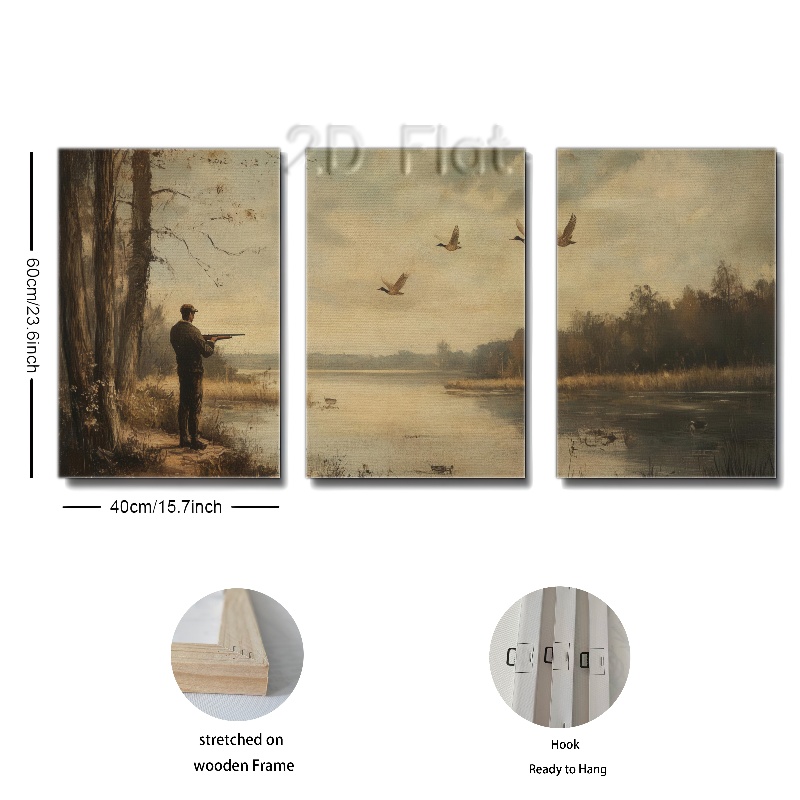 2D Flat
60cm/23.6inch
40cm/15.7inch
stretched on
wooden Frame
Hook
Ready to Hang